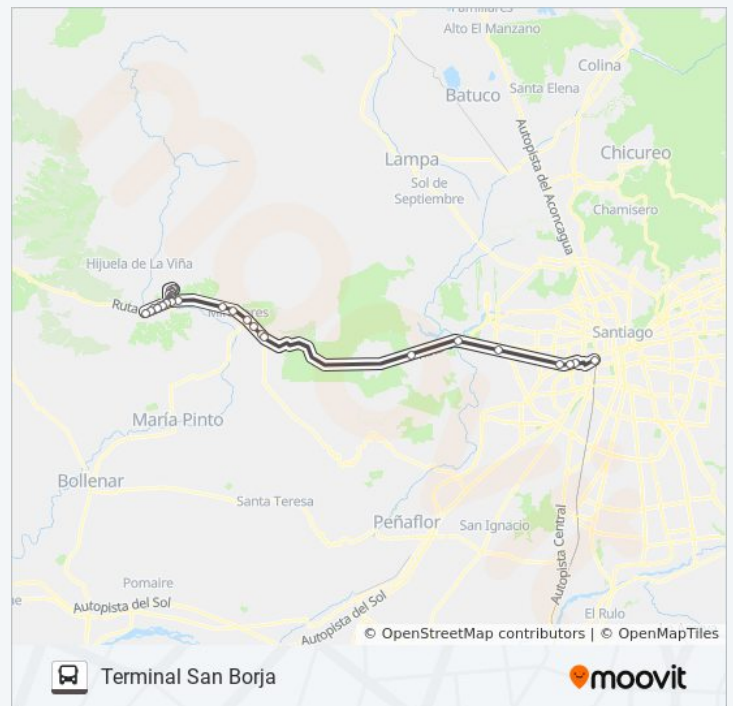 Familiares
Alto El Manzano
Colina
Santa Elena
Batuco
Autopista del Aconcagua
Chicureo
Lampa
Sol de
Septiembre
Chamisero
Hijuela de La Viña
Ruta
Santiago
María Pinto
Bollenar
Santa Teresa
Peñaflor
San Ignacio
Autopista Central
Pomaire
Autopista del Sol
Autopista del Sol
El Rulo
© OpenStreetMap contributors | © OpenMapTiles
Terminal San Borja
moovit